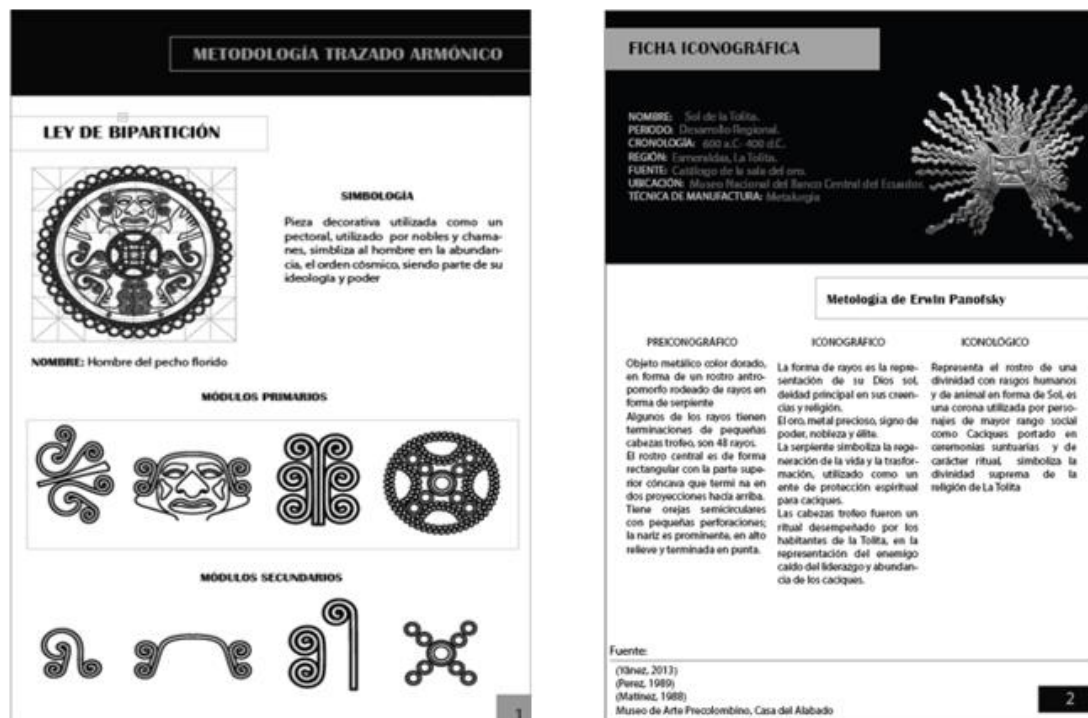 METODOLOGÍA TRAZADO ARMÓNICO
LEY DE BIPARTICIÓN
SIMBOLOGÍA
Pieza decorativa utilizada como un
pectoral, utilizado por nobles y chama-
nes, simbliza al hombre en la abundan-
cia, el orden cósmico, siendo parte de su
ideología y poder
NOMBRE: Hombre del pecho florido
MÓDULOS PRIMARIOS
MÓDULOS SECUNDARIOS
1
FICHA ICONOGRÁFICA
NOMBRE: Sol de la Tolita.
PERIODO: Desarrollo Regional.
CRONOLOGÍA: 600 a.C- 400 d.C.
REGIÓN: Esmeraldas, La Tolita.
FUENTE: Catálogo de la sala del oro.
UBICACIÓN: Museo Nacional del Banco Central del Ecuador.
TÉCNICA DE MANUFACTURA: Metalurgia
Metología de Erwin Panofsky
PREICONOGRÁFICO
Objeto metálico color dorado,
en forma de un rostro antro-
pomorfo rodeado de rayos en
forma de serpiente
Algunos de los rayos tienen
terminaciones de pequeñas
cabezas trofeo, son 48 rayos.
El rostro central es de forma
rectangular con la parte supe-
rior cóncava que termi na en
dos proyecciones hacia arriba.
Tiene orejas semicirculares
con pequeñas perforaciones;
la nariz es prominente, en alto
relieve y terminada en punta.
ICONOGRÁFICO
La forma de rayos es la repre-
sentación de su Dios sol,
deidad principal en sus creen-
cias y religión.
El oro, metal precioso, signo de
poder, nobleza y élite.
La serpiente simboliza la rege-
neración de la vida y la trasfor-
mación, utilizado como un
ente de protección espiritual
para caciques.
Las cabezas trofeo fueron un
ritual desempeñado por los
habitantes de la Tolita, en la
representación del enemigo
caído del liderazgo y abundan-
cia de los caciques.
ICONOLÓGICO
Representa el rostro de una
divinidad con rasgos humanos
y de animal en forma de Sol, es
una corona utilizada por perso-
najes de mayor rango social
como Caciques portado en
ceremonias suntuarias y de
carácter ritual, simboliza la
divinidad suprema de la
religión de La Tolita
Fuente:
(Yánez, 2013)
(Perez, 1989)
(Matinez, 1988)
Museo de Arte Precolombino, Casa del Alabado
2